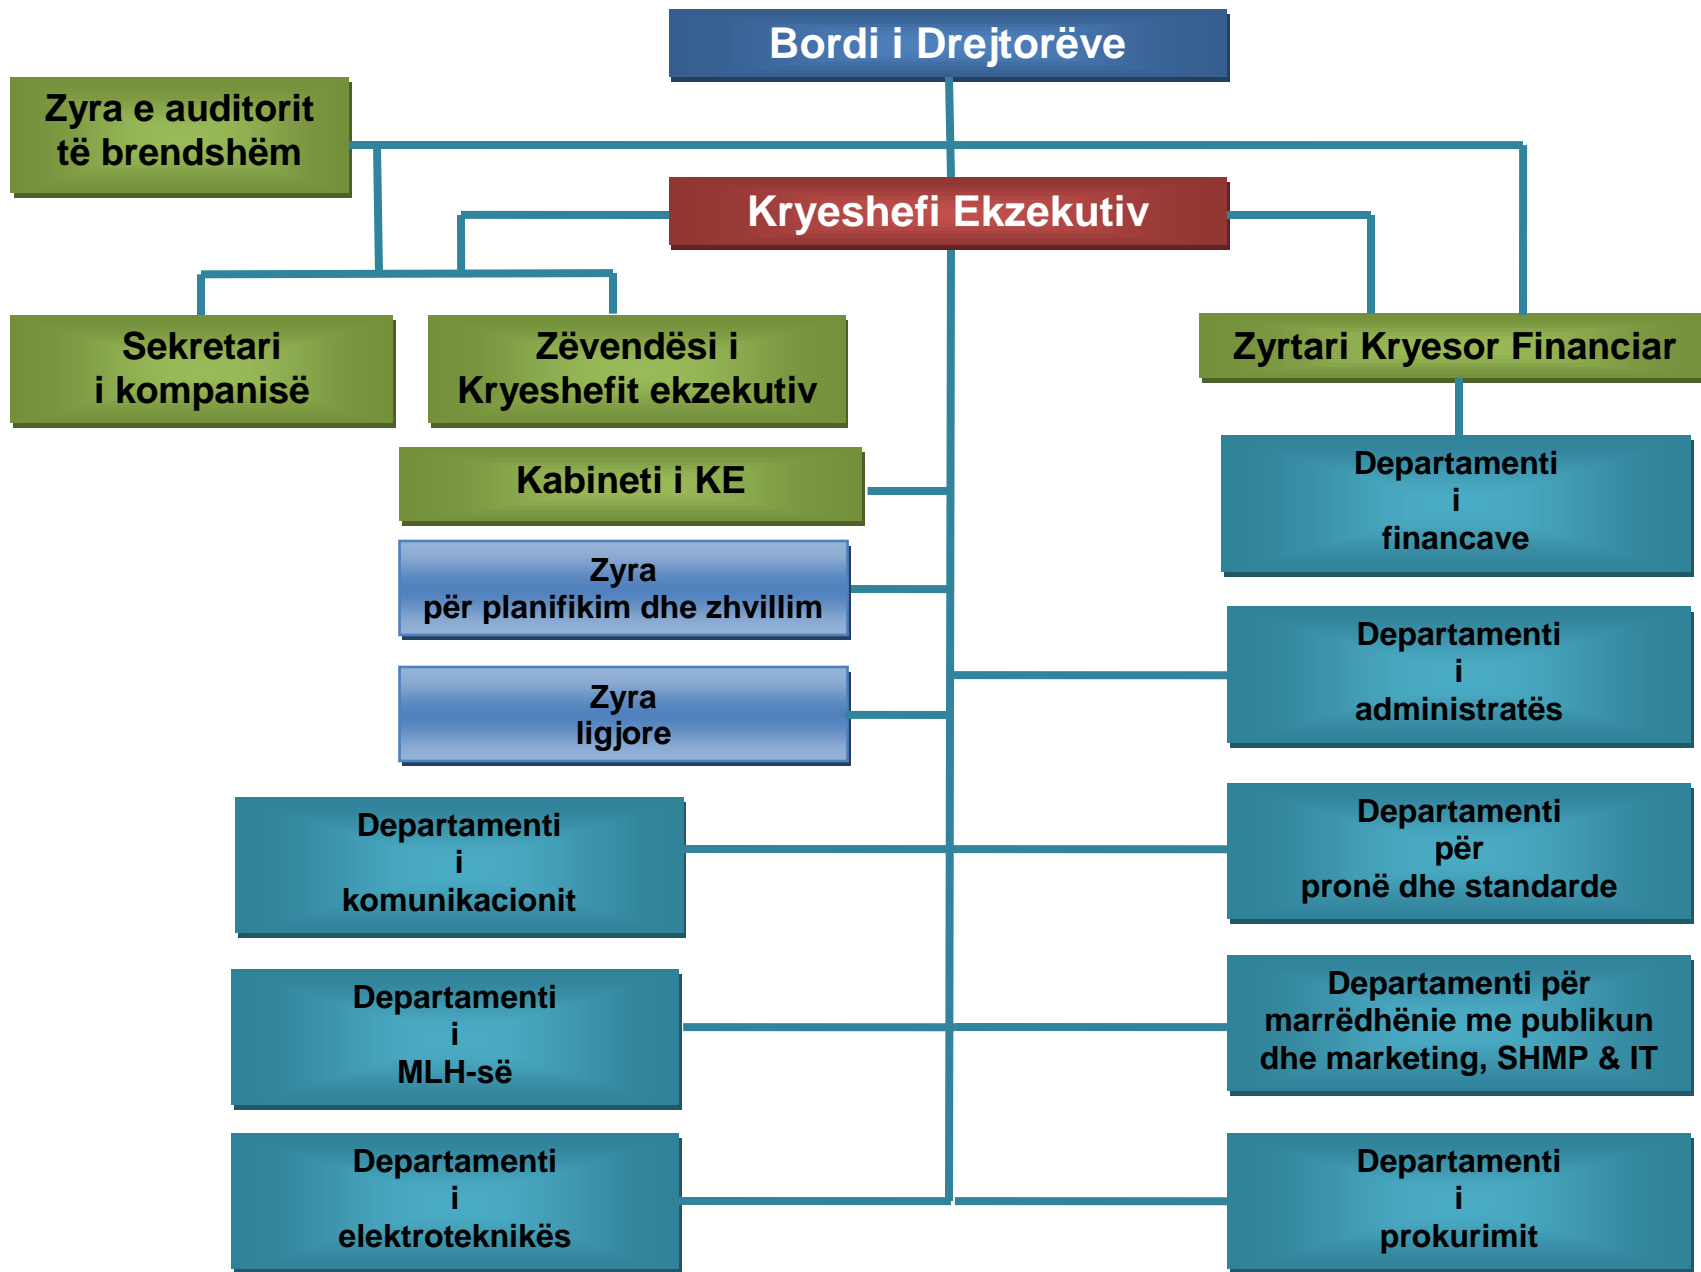 Bordi i Drejtorëve
Zyra e auditorit
të brendshëm
Kryeshefi Ekzekutiv
Sekretari
i kompanisë
Zëvendësi i
Kryeshefit ekzekutiv
Zyrtari Kryesor Financiar
Kabineti i KE
Departamenti
i
financave
Zyra
për planifikim dhe zhvillim
Departamenti
i
administratës
Zyra
ligjore
Departamenti
i
komunikacionit
Departamenti
për
pronë dhe standarde
Departamenti
i
MLH-së
Departamenti për
marrëdhënie me publikun
dhe marketing, SHMP & IT
Departamenti
i
elektroteknikës
Departamenti
i
prokurimit